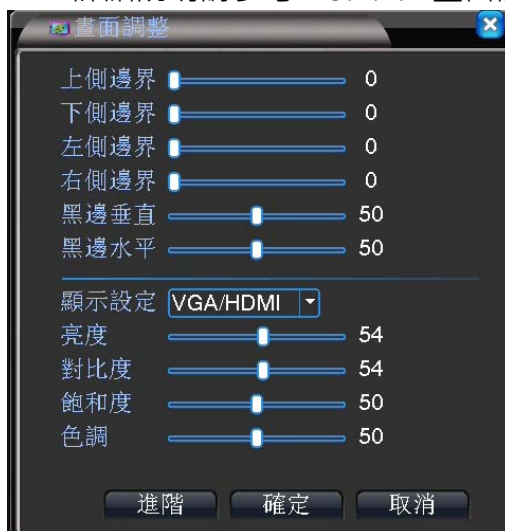 畫面調整
上側邊界 0
下側邊界 0
左側邊界 0
右側邊界 0
黑邊垂直 50
黑邊水平 50
顯示設定 VGA/HDMI
亮度 54
對比度 54
飽和度 50
色調 50
進階 確定 取消